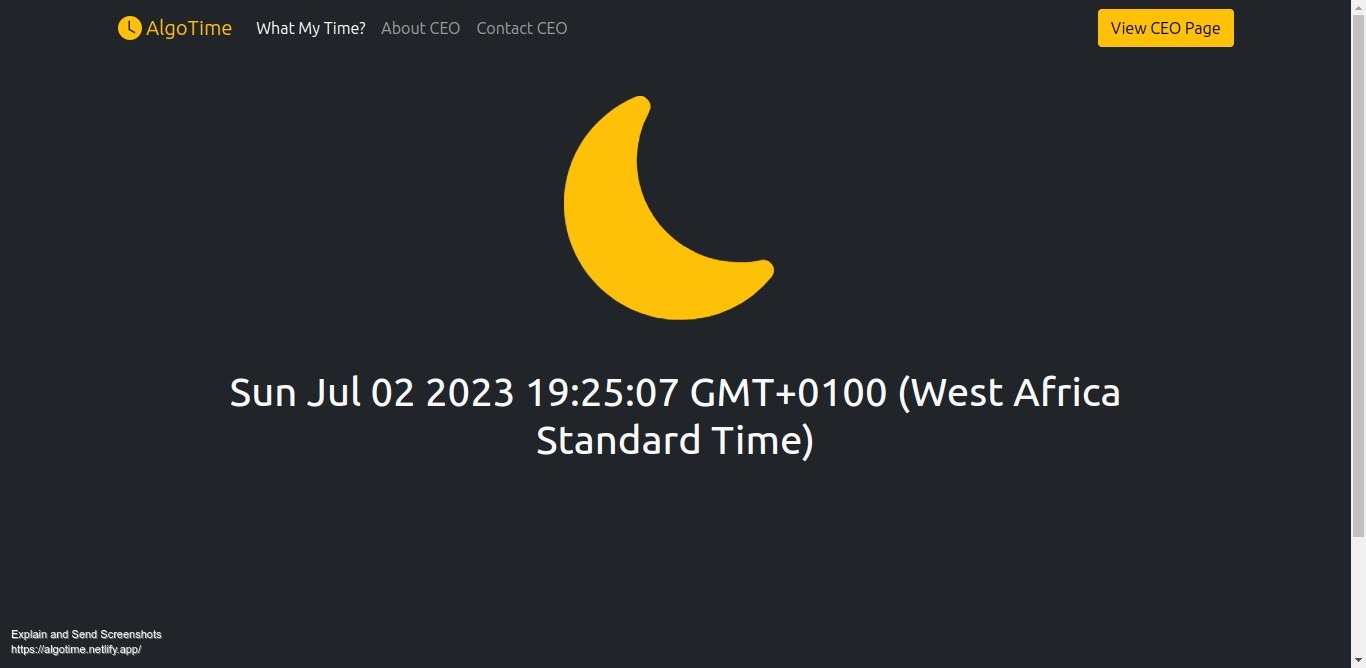 AlgoTime
What My Time?
About CEO
Contact CEO
View CEO Page
Sun Jul 02 2023 19:25:07 GMT+0100 (West Africa
Standard Time)
Explain and Send Screenshots
https://algotime.netlify.app/